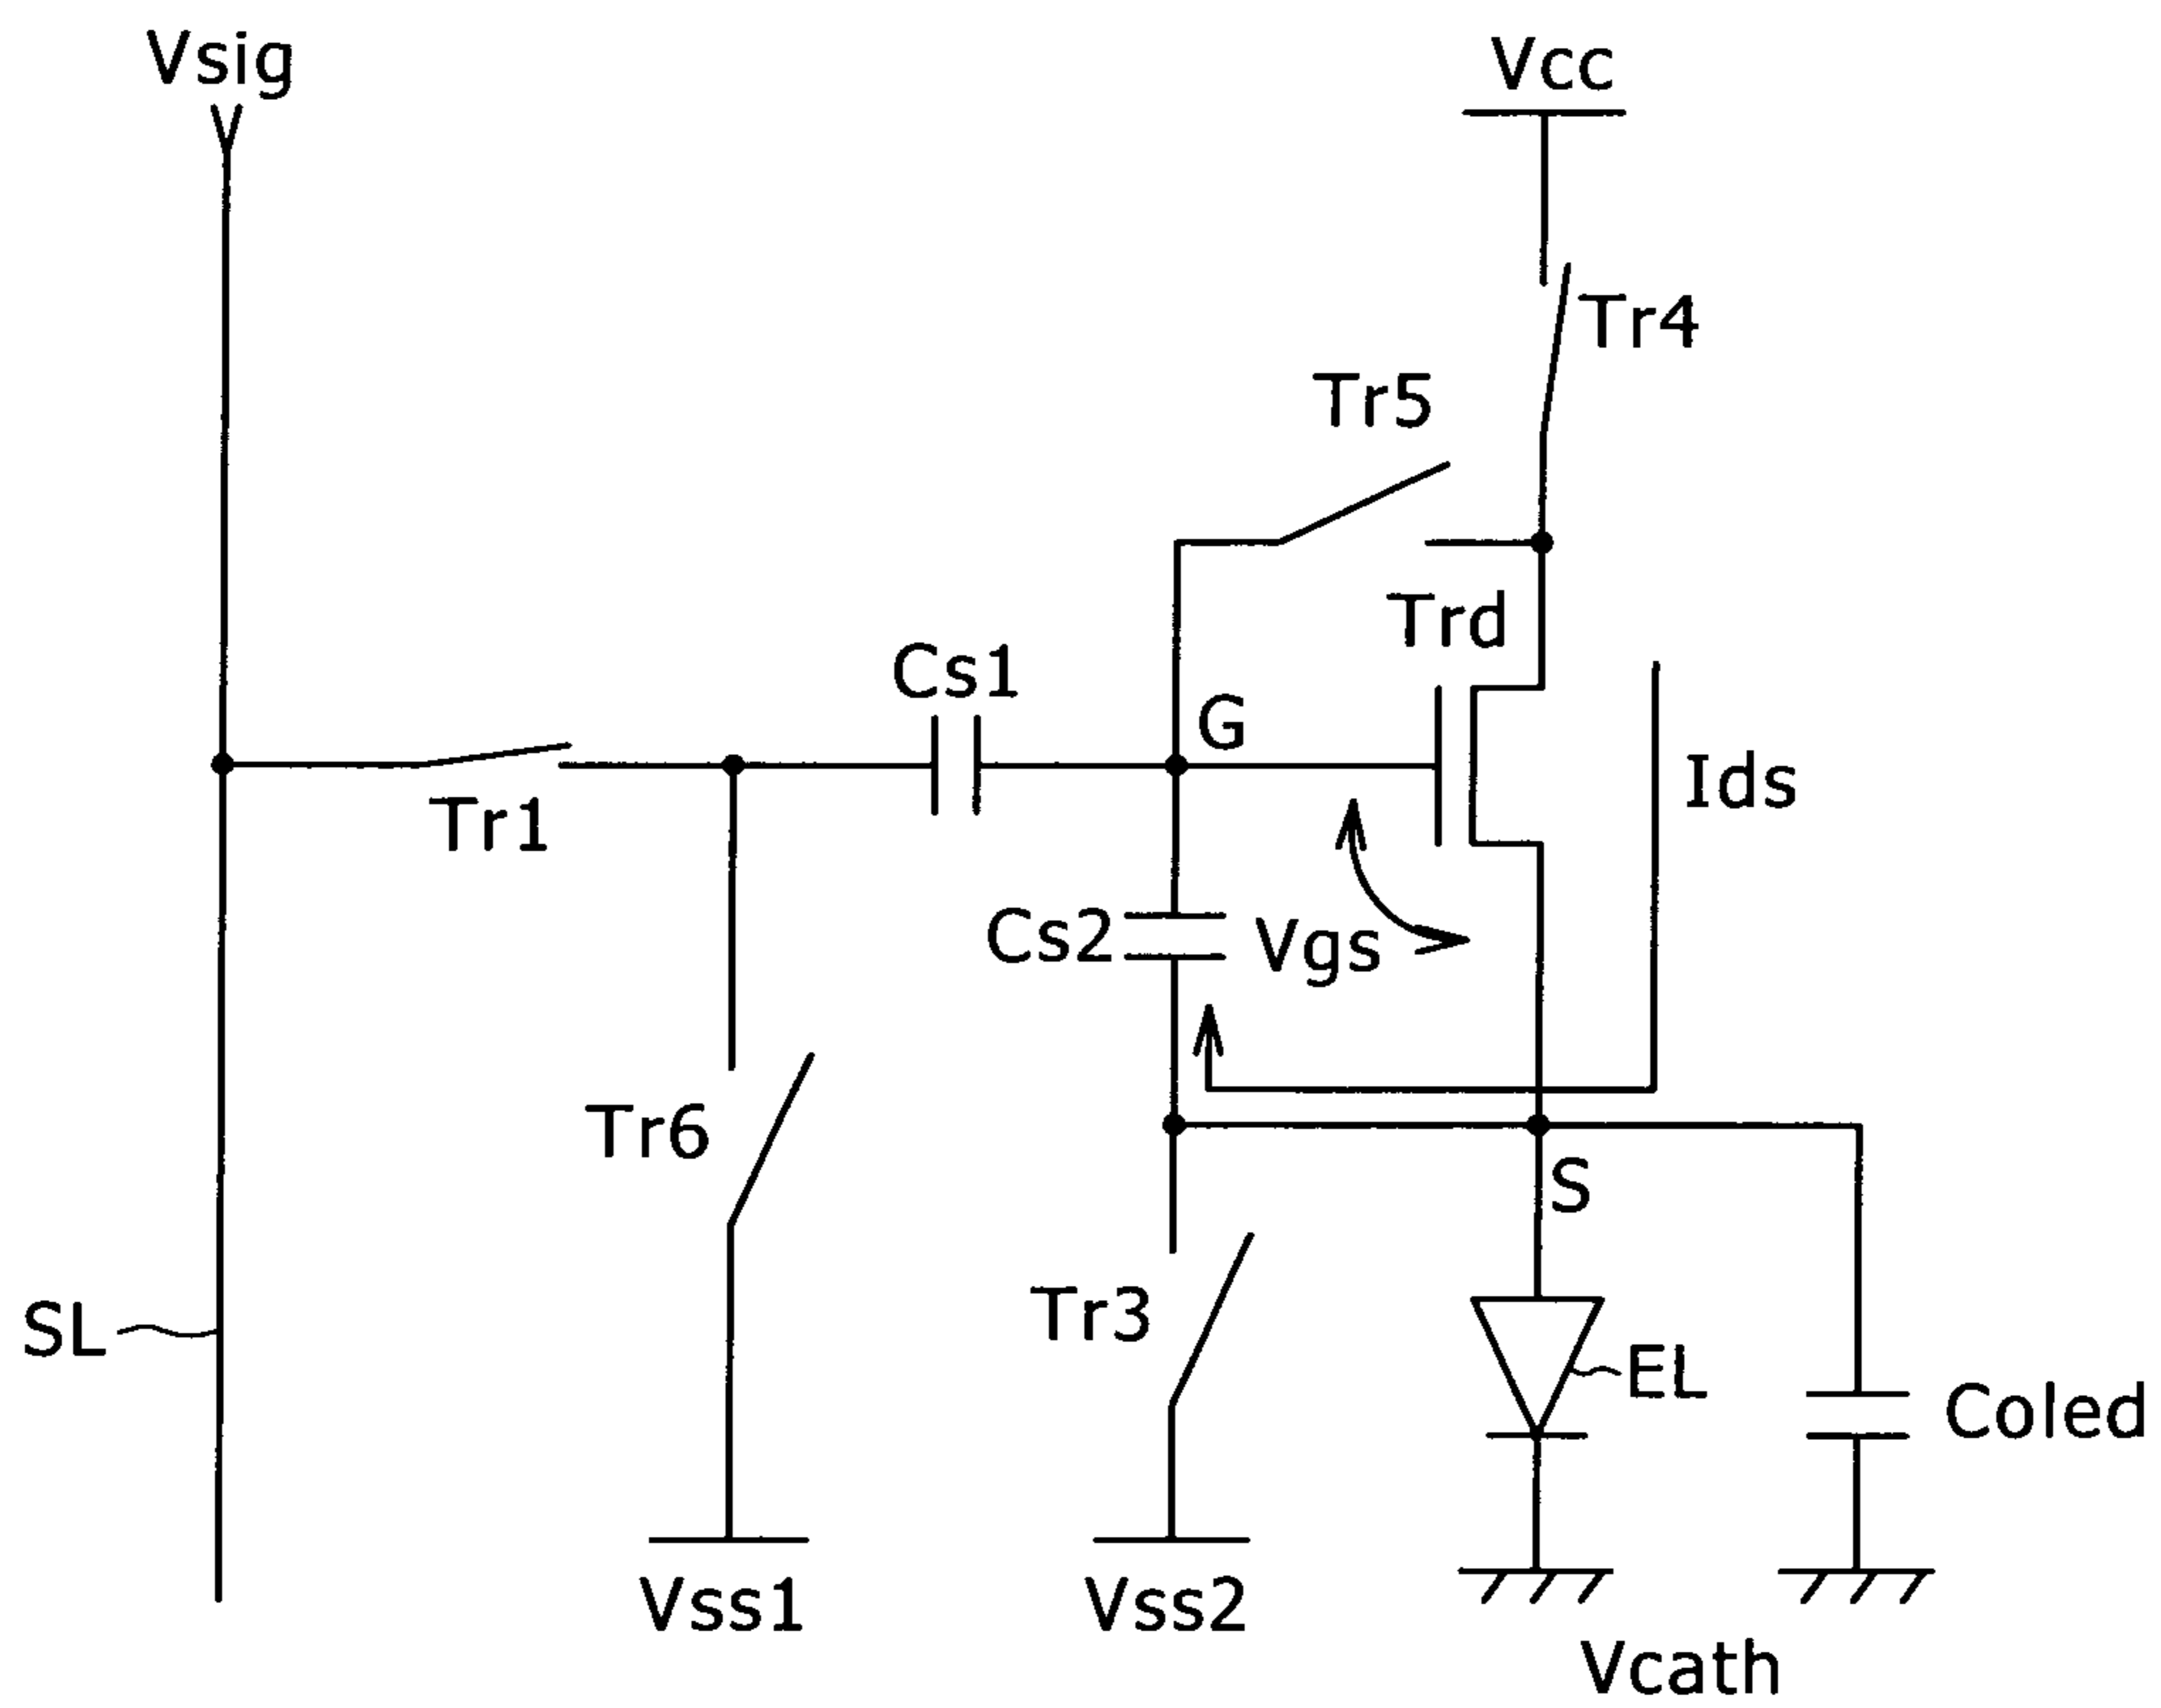 Vsig
Vcc
Tr4
Tr5
Trd
Cs1
G
Ids
Tr1
Cs2
Vgs
Tr6
S
Tr3
SL
EL
Coled
Vss1
Vss2
Vcath